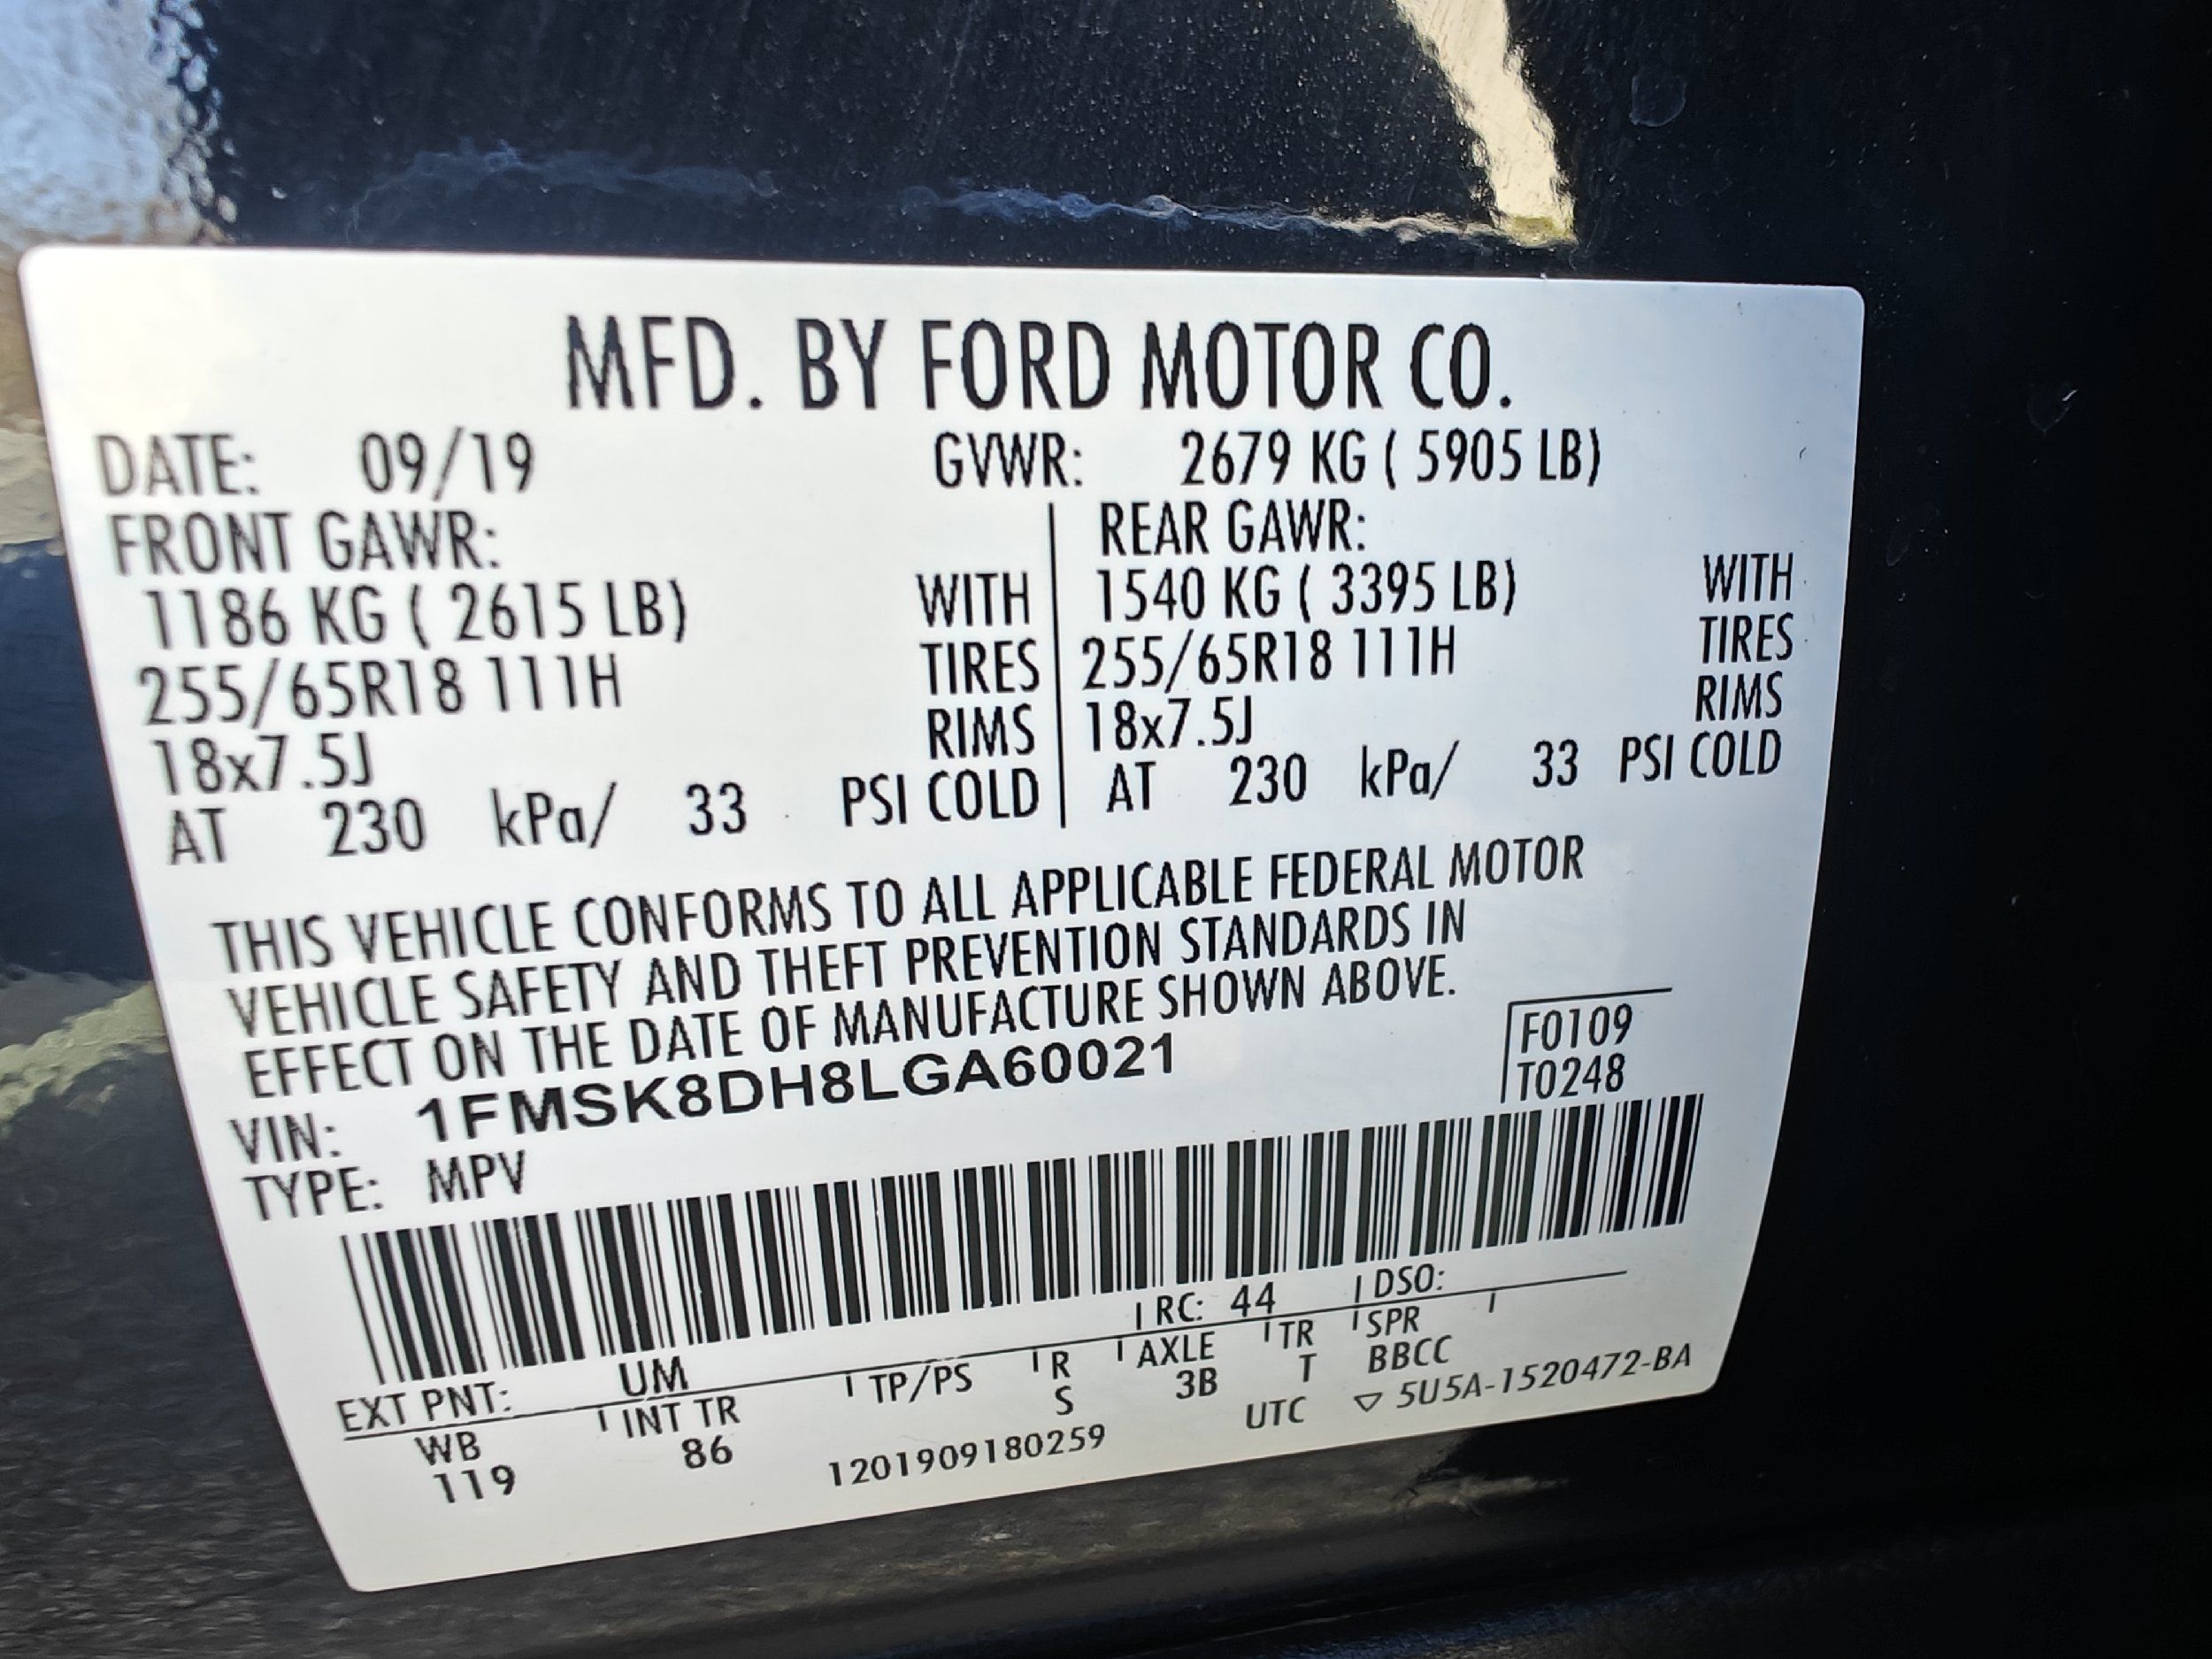 MFD. BY FORD MOTOR CO.
DATE: 09/19 GVWR: 2679 KG ( 5905 LB)
FRONT GAWR: REAR GAWR:
1186 KG ( 2615 LB) WITH 1540 KG ( 3395 LB) WITH
255/65R18 111H TIRES 255/65R18 111H TIRES
18x7.5J RIMS 18x7.5J RIMS
AT 230 kPa/ 33 PSI COLD AT 230 kPa/ 33 PSI COLD
THIS VEHICLE CONFORMS TO ALL APPLICABLE FEDERAL MOTOR
VEHICLE SAFETY AND THEFT PREVENTION STANDARDS IN
EFFECT ON THE DATE OF MANUFACTURE SHOWN ABOVE.
VIN: 1FMSK8DH8LGA60021 F0109
TYPE: MPV T0248
EXT PNT: UM RC: 44 DSO:
WB INT TR TP/PS R AXLE TR SPR
119 86 S 3B T BBCC
1201909180259 UTC ▽ 5U5A-1520472-BA